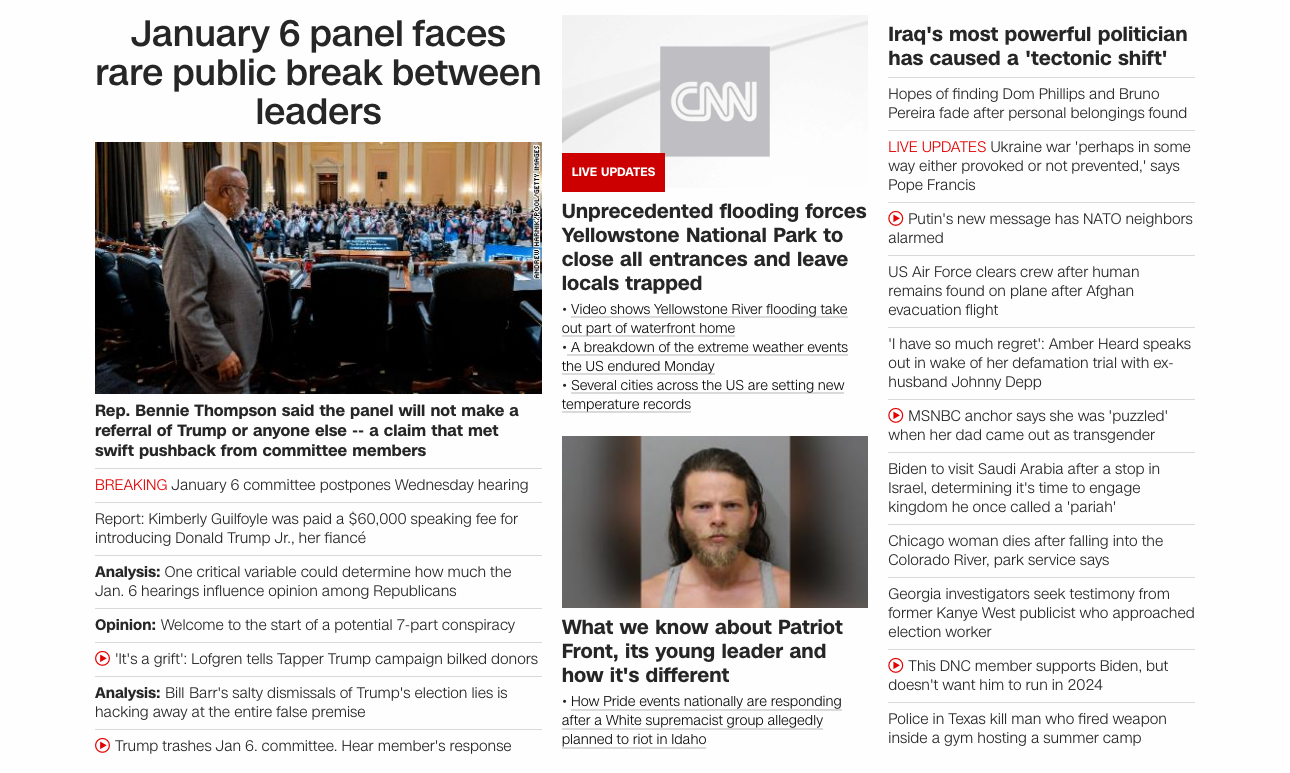 January 6 panel faces
rare public break between
leaders
ANDREW HARNIK/POOL/GETTY IMAGES
Rep. Bennie Thompson said the panel will not make a
referral of Trump or anyone else -- a claim that met
swift pushback from committee members
BREAKING January 6 committee postpones Wednesday hearing
Report: Kimberly Guilfoyle was paid a $60,000 speaking fee for
introducing Donald Trump Jr., her fiancé
Analysis: One critical variable could determine how much the
Jan. 6 hearings influence opinion among Republicans
Opinion: Welcome to the start of a potential 7-part conspiracy
'It's a grift': Lofgren tells Tapper Trump campaign bilked donors
Analysis: Bill Barr's salty dismissals of Trump's election lies is
hacking away at the entire false premise
Trump trashes Jan 6. committee. Hear member's response
CNN
LIVE UPDATES
Unprecedented flooding forces
Yellowstone National Park to
close all entrances and leave
locals trapped
• Video shows Yellowstone River flooding take
out part of waterfront home
• A breakdown of the extreme weather events
the US endured Monday
• Several cities across the US are setting new
temperature records
What we know about Patriot
Front, its young leader and
how it's different
• How Pride events nationally are responding
after a White supremacist group allegedly
planned to riot in Idaho
Iraq's most powerful politician
has caused a 'tectonic shift'
Hopes of finding Dom Phillips and Bruno
Pereira fade after personal belongings found
LIVE UPDATES Ukraine war 'perhaps in some
way either provoked or not prevented,' says
Pope Francis
Putin's new message has NATO neighbors
alarmed
US Air Force clears crew after human
remains found on plane after Afghan
evacuation flight
'I have so much regret': Amber Heard speaks
out in wake of her defamation trial with ex-
husband Johnny Depp
MSNBC anchor says she was 'puzzled'
when her dad came out as transgender
Biden to visit Saudi Arabia after a stop in
Israel, determining it's time to engage
kingdom he once called a 'pariah'
Chicago woman dies after falling into the
Colorado River, park service says
Georgia investigators seek testimony from
former Kanye West publicist who approached
election worker
This DNC member supports Biden, but
doesn't want him to run in 2024
Police in Texas kill man who fired weapon
inside a gym hosting a summer camp